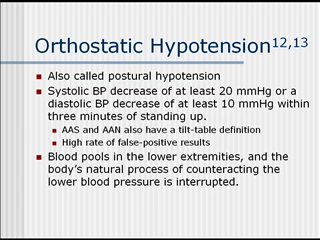 Orthostatic Hypotension12,13
Also called postural hypotension
Systolic BP decrease of at least 20 mmHg or a
diastolic BP decrease of at least 10 mmHg within
three minutes of standing up.
AAS and AAN also have a tilt-table definition
High rate of false-positive results
Blood pools in the lower extremities, and the
body's natural process of counteracting the
lower blood pressure is interrupted.